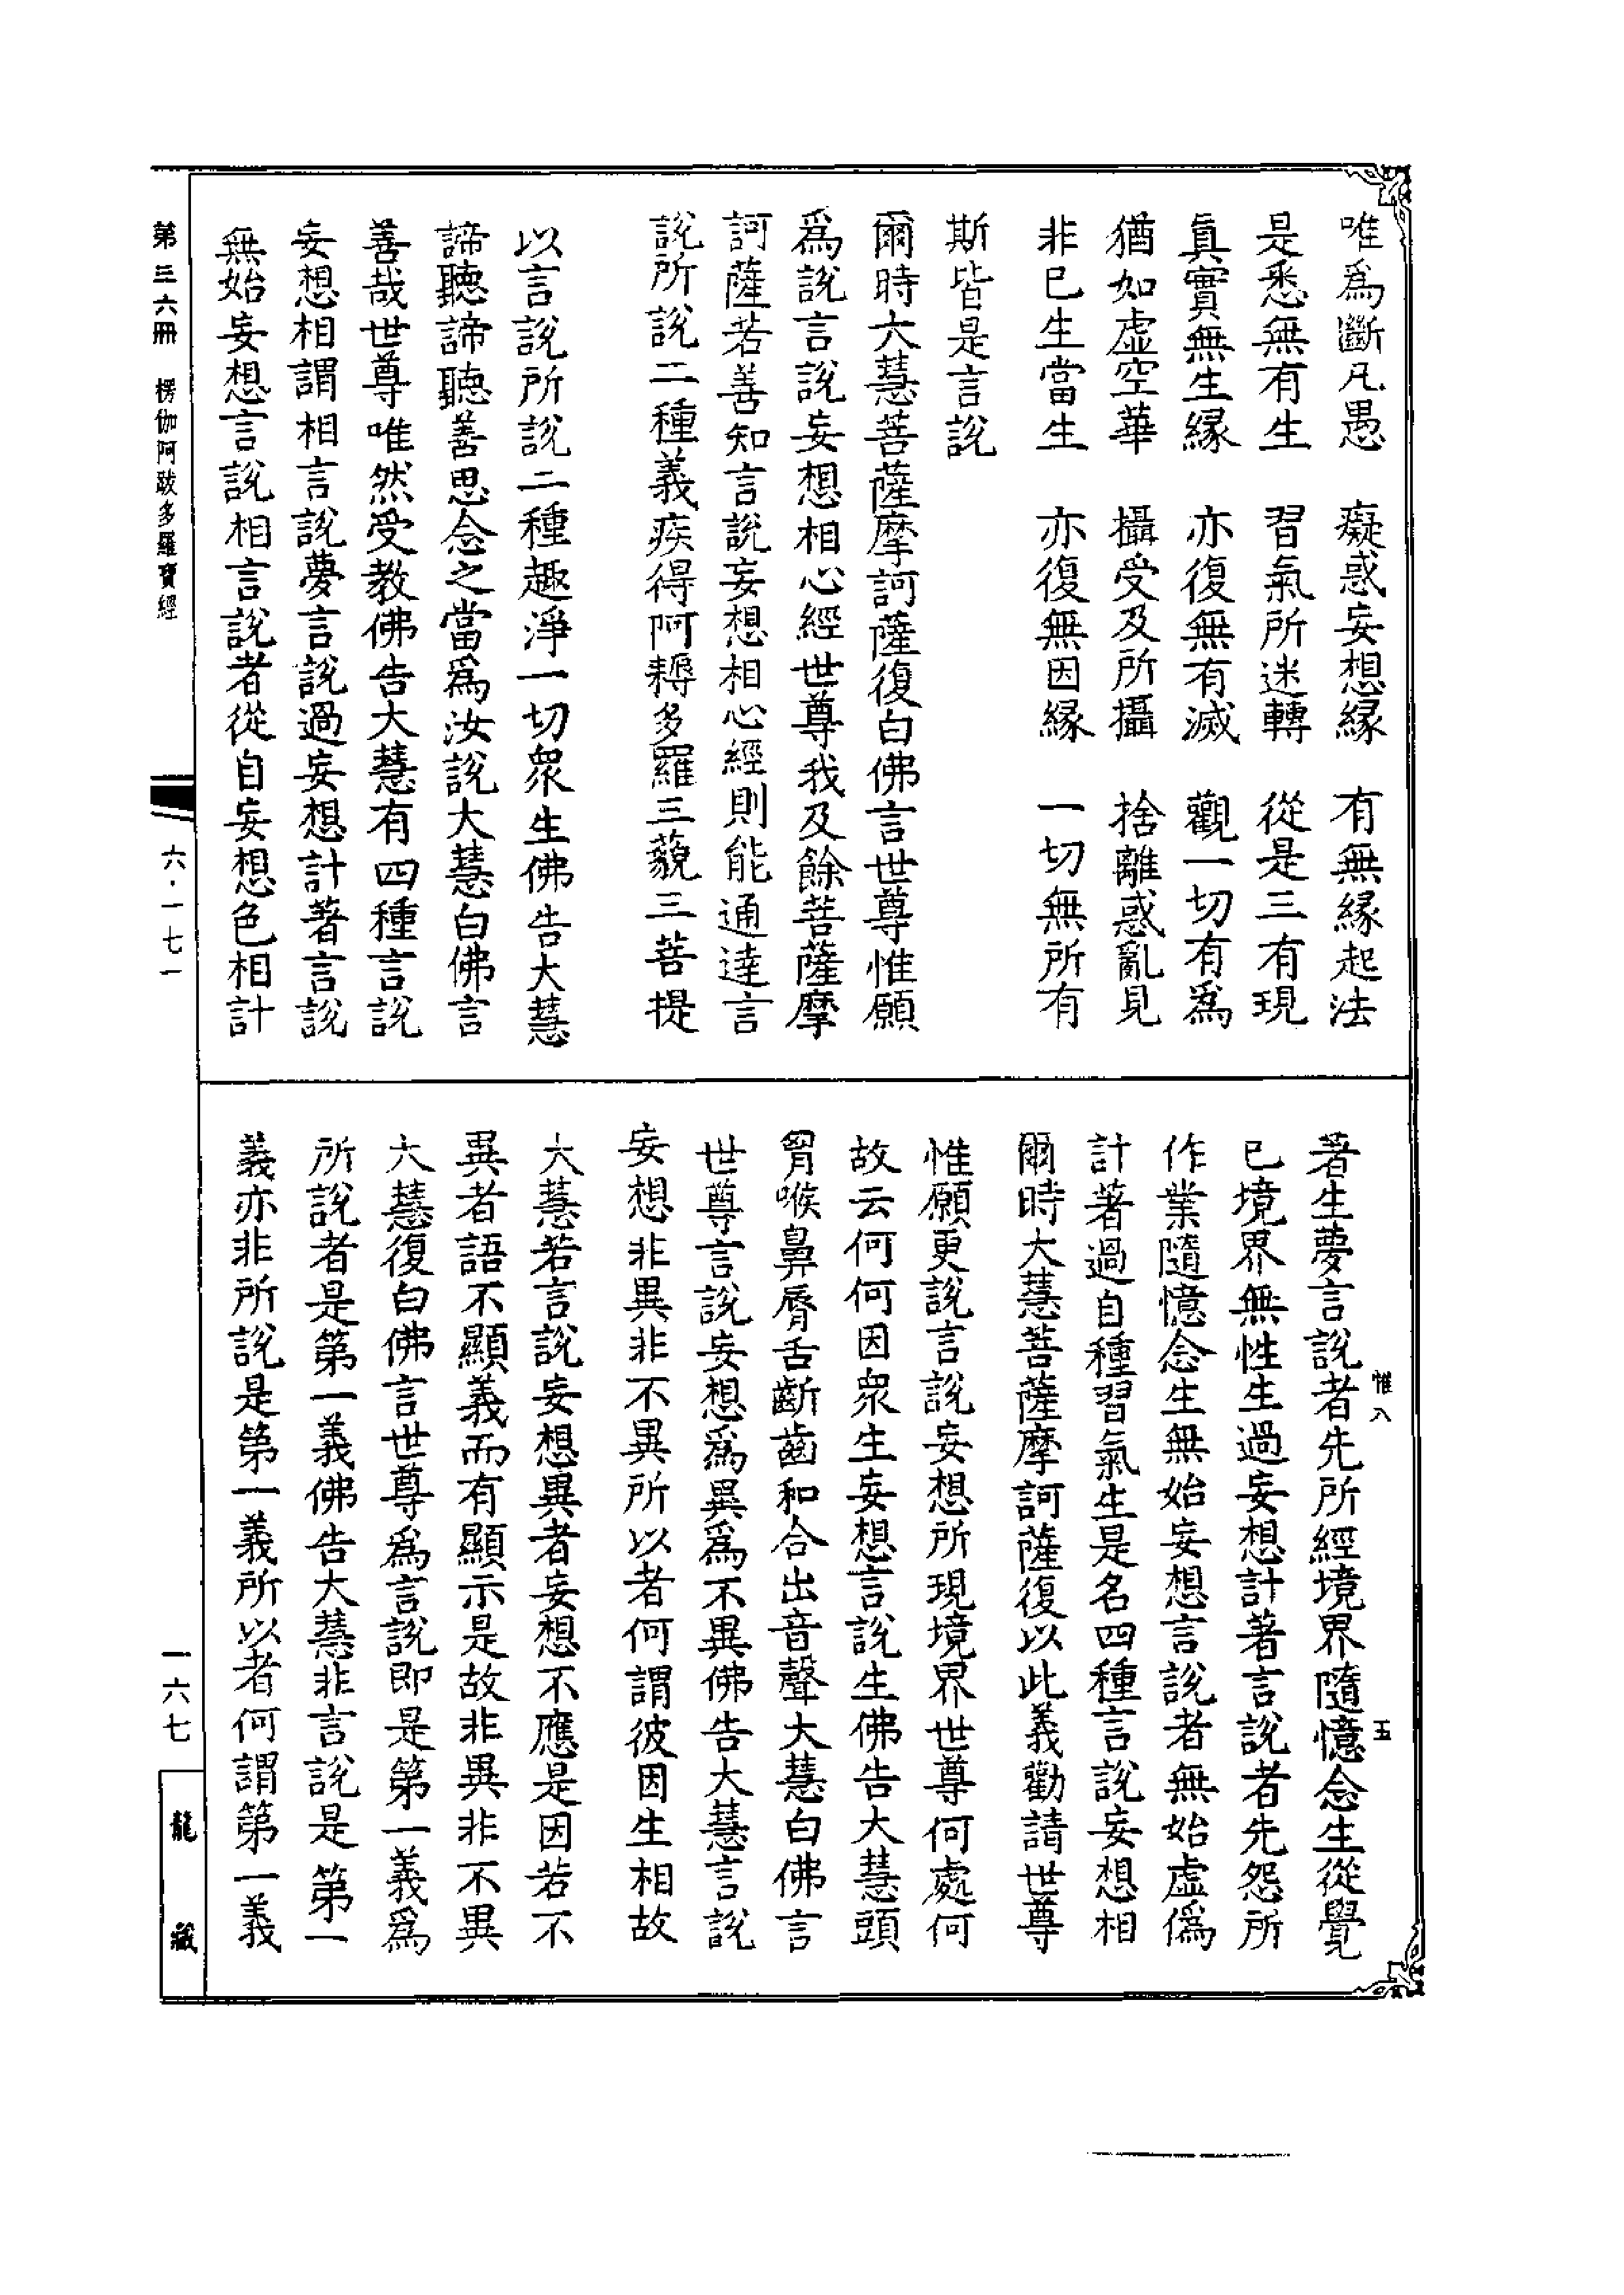 唯爲斷凡愚　癡惑妄想緣　有無緣起法
是悉無有生　習氣所迷轉　從是三有現
眞實無生緣　亦復無有滅　觀一切有爲
猶如虛空華　攝受及所攝　捨離惑亂見
非已生當生　亦復無因緣　一切無所有
斯皆是言說
爾時大慧菩薩摩訶薩復白佛言世尊惟願
爲說言說妄想相心經世尊我及餘菩薩摩
訶薩若善知言說妄想相心經則能通達言
說所說二種義疾得阿耨多羅三藐三菩提
以言說所說二種趣淨一切眾生佛告大慧
諦聽諦聽善思念之當爲汝說大慧白佛言
善哉世尊唯然受教佛告大慧有四種言說
妄想相謂相言說夢言說過妄想計著言說
無始妄想言說相言說者從自妄想色相計
著生夢言說者先所經境界隨憶念生從覺
已境界無性生過妄想計著言說者先怨所
作業隨憶念生無始妄想言說者無始虛僞
計著過自種習氣生是名四種言說妄想相
爾時大慧菩薩摩訶薩復以此義勸請世尊
惟願更說言說妄想所現境界世尊何處何
故云何何因眾生妄想言說生佛告大慧頭
胷喉鼻脣舌齗齒和合出音聲大慧白佛言
世尊言說妄想爲異爲不異佛告大慧言說
妄想非異非不異所以者何謂彼因生相故
大慧若言說妄想異者妄想不應是因若不
異者語不顯義而有顯示是故非異非不異
大慧復白佛言世尊爲言說即是第一義爲
所說者是第一義佛告大慧非言說是第一
義亦非所說是第一義所以者何謂第一義
惟八
五
第三六冊　楞伽阿跋多羅寶經
六·一七一
一六七
龍藏